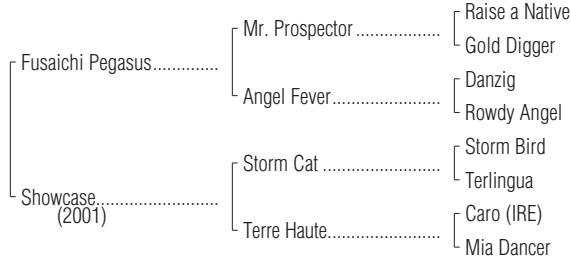 Raise a Native
Mr. Prospector ..................
Gold Digger
Fusaichi Pegasus..............
Danzig
Angel Fever.......................
Rowdy Angel
Storm Bird
Storm Cat .........................
Terlingua
Showcase..........................
(2001)
Caro (IRE)
Terre Haute........................
Mia Dancer